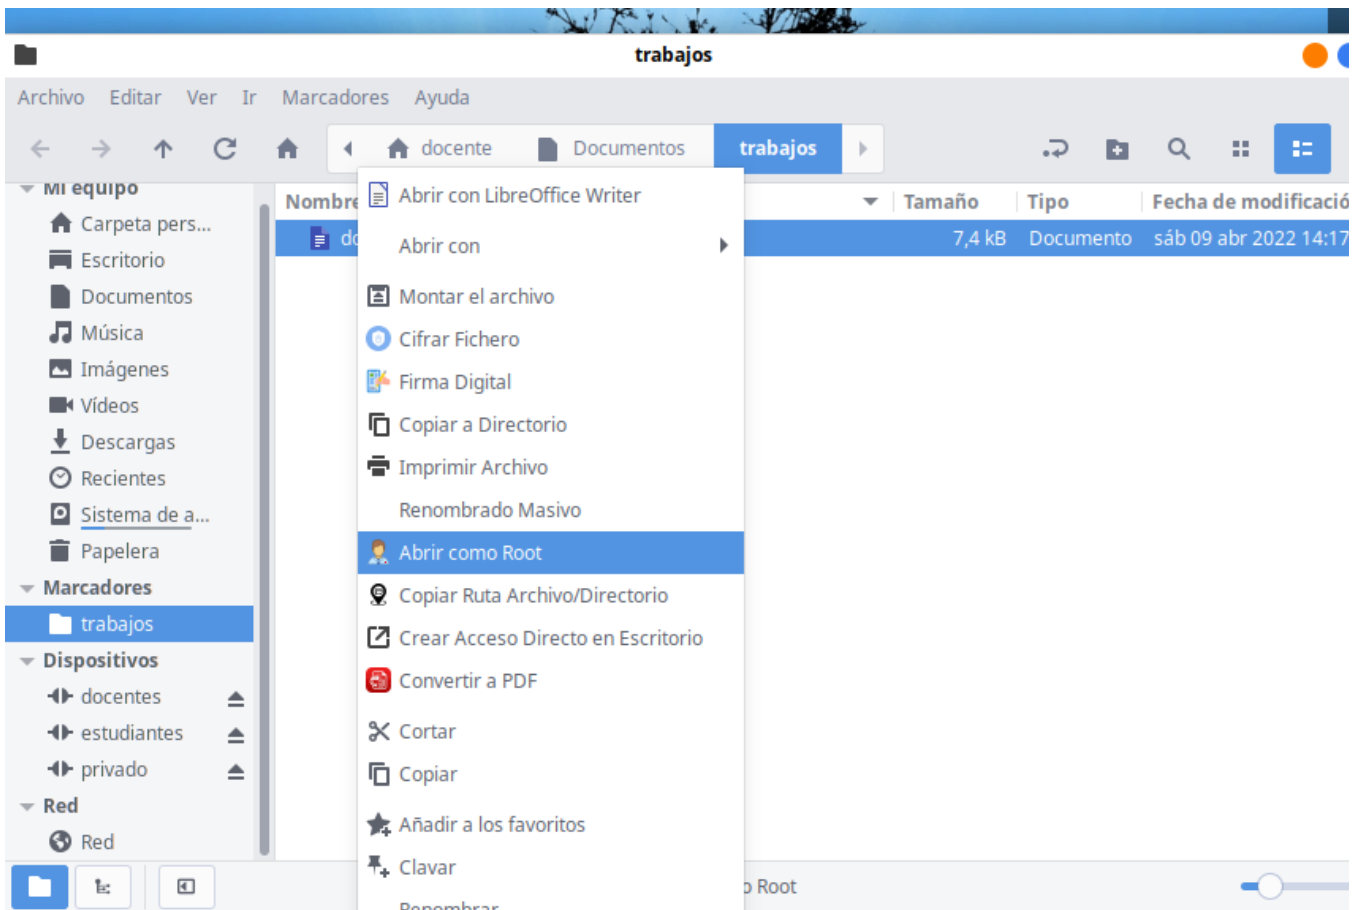 trabajos
Archivo Editar Ver Ir Marcadores Ayuda
docente Documentos trabajos
Mi equipo
Carpeta pers...
Escritorio
Documentos
Música
Imágenes
Vídeos
Descargas
Recientes
Sistema de a...
Papelera
Marcadores
trabajos
Dispositivos
docentes
estudiantes
privado
Red
Red
Nombre Tamaño Tipo Fecha de modificació
do 7,4 kB Documento sáb 09 abr 2022 14:17
Abrir con LibreOffice Writer
Abrir con
Montar el archivo
Cifrar Fichero
Firma Digital
Copiar a Directorio
Imprimir Archivo
Renombrado Masivo
Abrir como Root
Copiar Ruta Archivo/Directorio
Crear Acceso Directo en Escritorio
Convertir a PDF
Cortar
Copiar
Añadir a los favoritos
Clavar
Renombrar
o Root